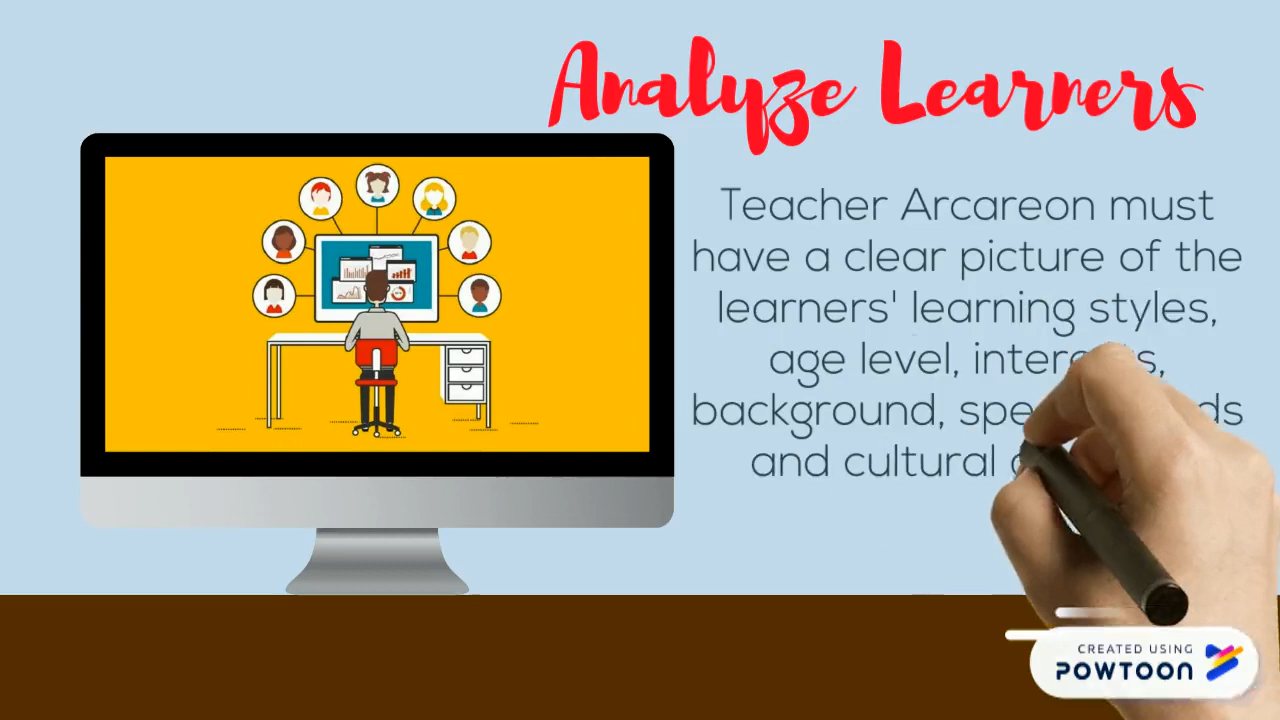 Analyze Learners
Teacher Arcareon must
have a clear picture of the
learners' learning styles,
age level,
background,
and cultural
CREATED USING
POWTOON